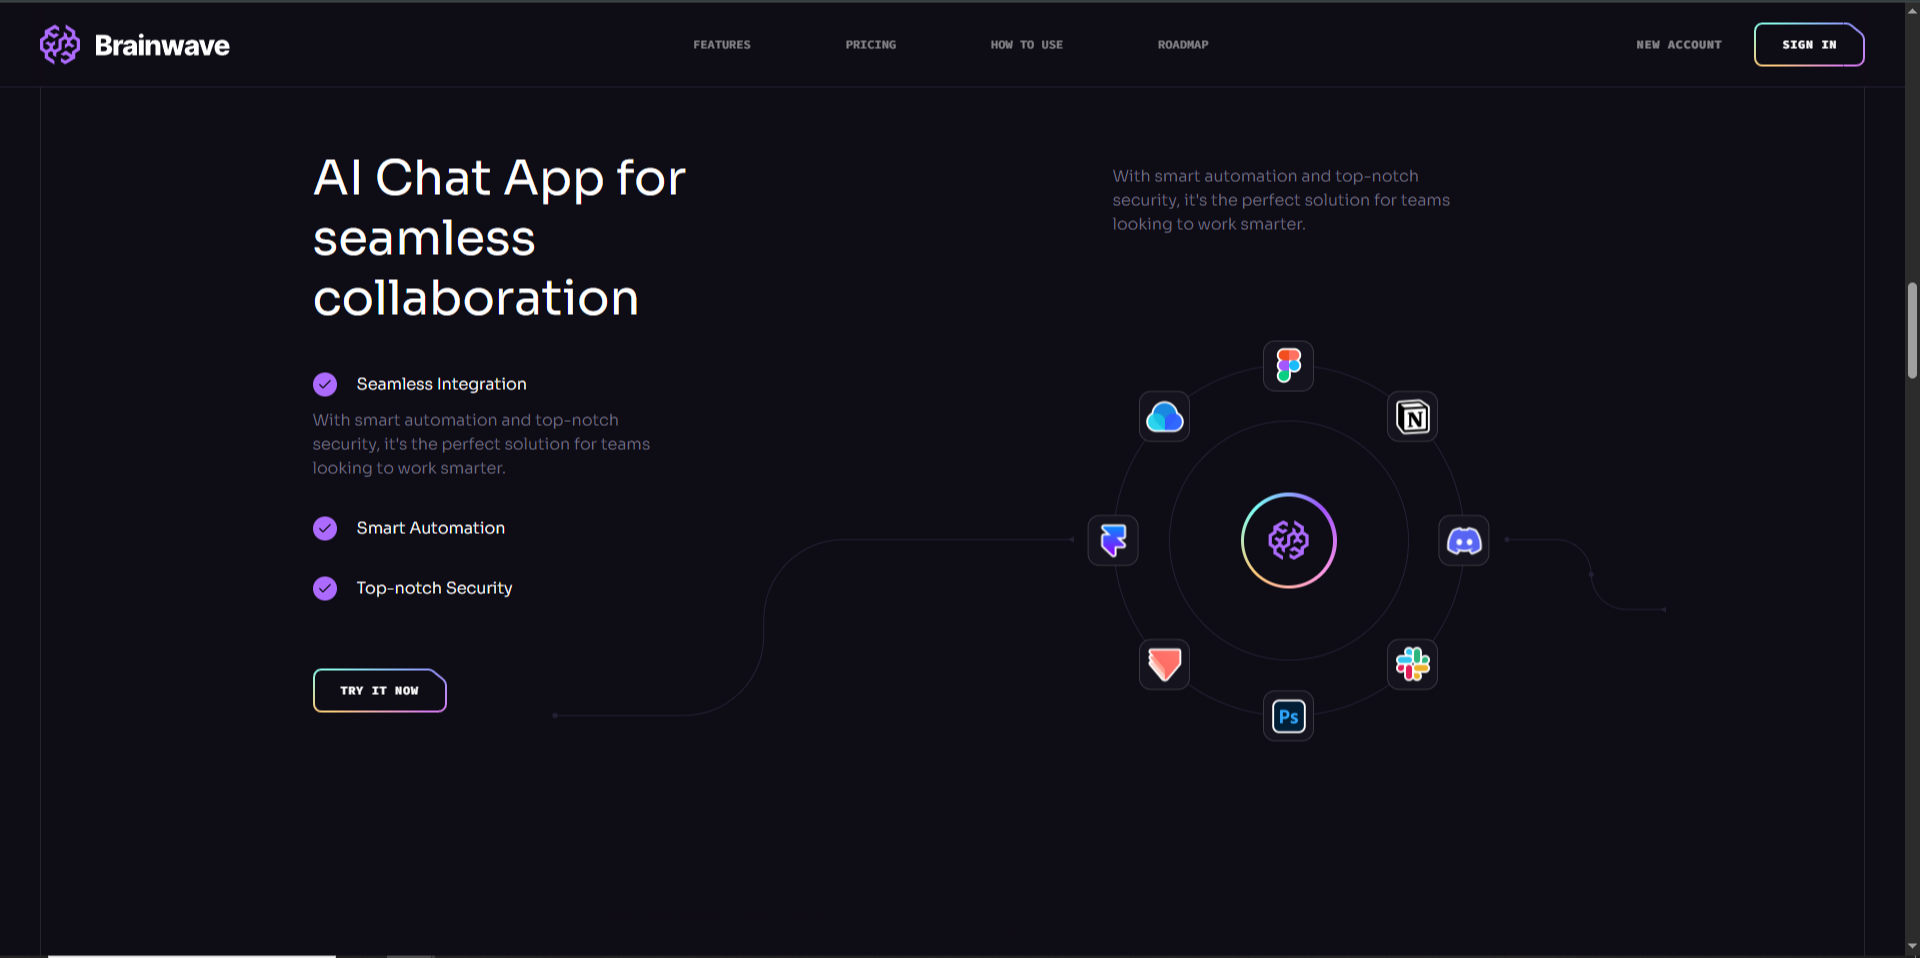 Brainwave
FEATURES
PRICING
HOW TO USE
ROADMAP
NEW ACCOUNT
SIGN IN
AI Chat App for
seamless
collaboration
Seamless Integration
With smart automation and top-notch
security, it's the perfect solution for teams
looking to work smarter.
Smart Automation
Top-notch Security
TRY IT NOW
With smart automation and top-notch
security, it's the perfect solution for teams
looking to work smarter.
N
Ps